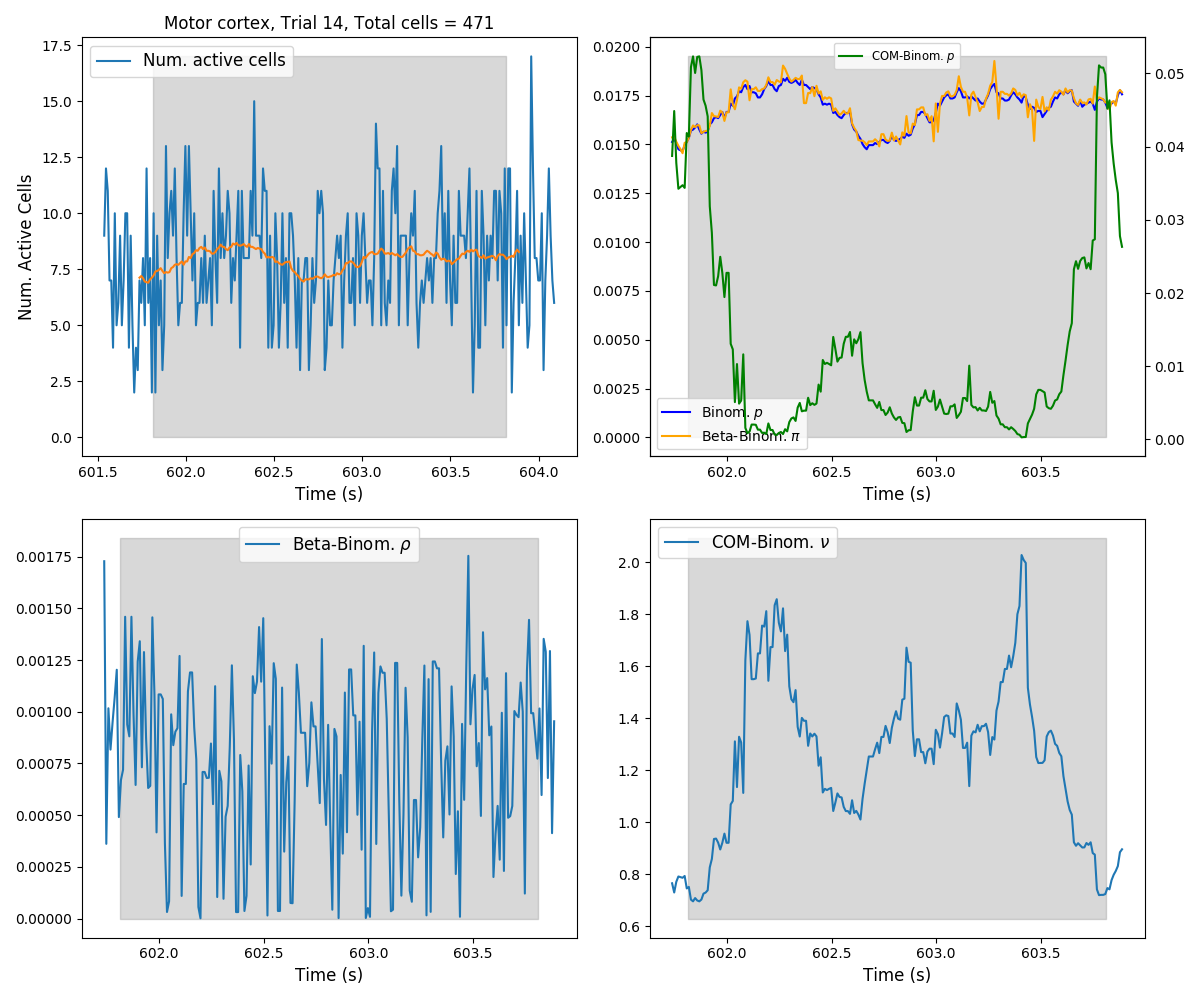 Motor cortex, Trial 14, Total cells = 471
Num. active cells
17.5
15.0
12.5
10.0
7.5
5.0
2.5
0.0
Num. Active Cells
601.5 602.0 602.5 603.0 603.5 604.0
Time (s)
COM-Binom. p
0.0200
0.0175
0.0150
0.0125
0.0100
0.0075
0.0050
0.0025
0.0000
0.05
0.04
0.03
0.02
0.01
0.00
Binom. p
Beta-Binom. π
602.0 602.5 603.0 603.5
Time (s)
Beta-Binom. ρ
0.00175
0.00150
0.00125
0.00100
0.00075
0.00050
0.00025
0.00000
602.0 602.5 603.0 603.5
Time (s)
COM-Binom. ν
2.0
1.8
1.6
1.4
1.2
1.0
0.8
0.6
602.0 602.5 603.0 603.5
Time (s)